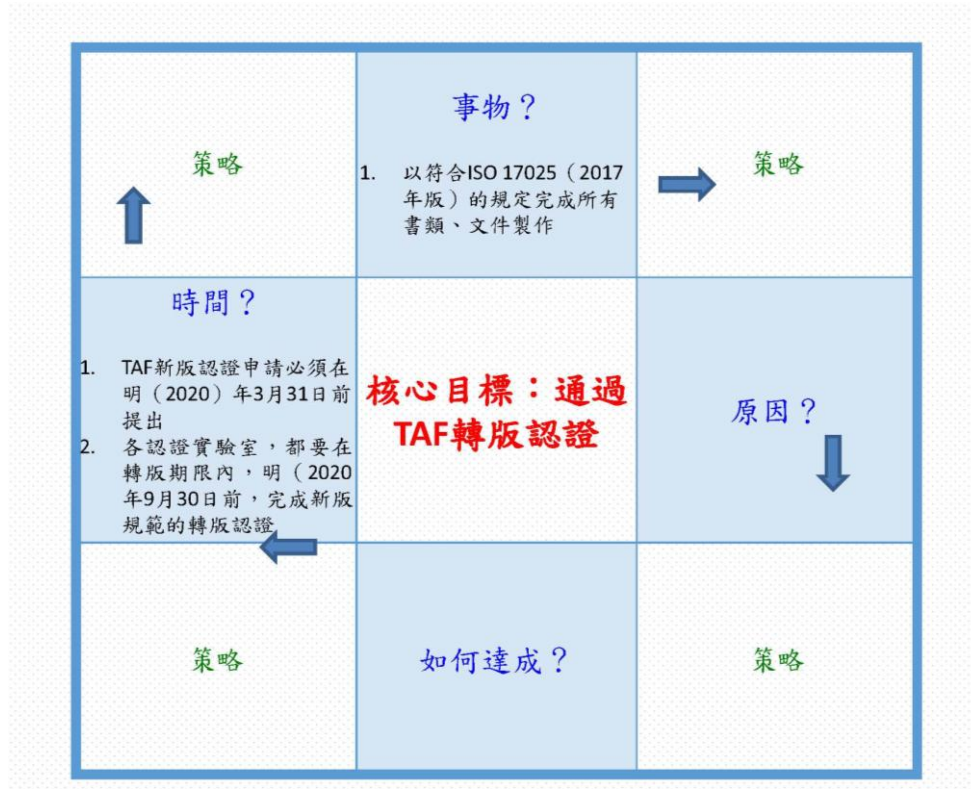 策略
事物？
1. 以符合ISO 17025（2017
年版）的規定完成所有
書類、文件製作
策略
時間？
1. TAF新版認證申請必須在
明（2020）年3月31日前
提出
2. 各認證實驗室，都要在
轉版期限內，明（2020
年9月30日前，完成新版
規範的轉版認證
核心目標：通過
TAF轉版認證
原因？
策略
如何達成？
策略